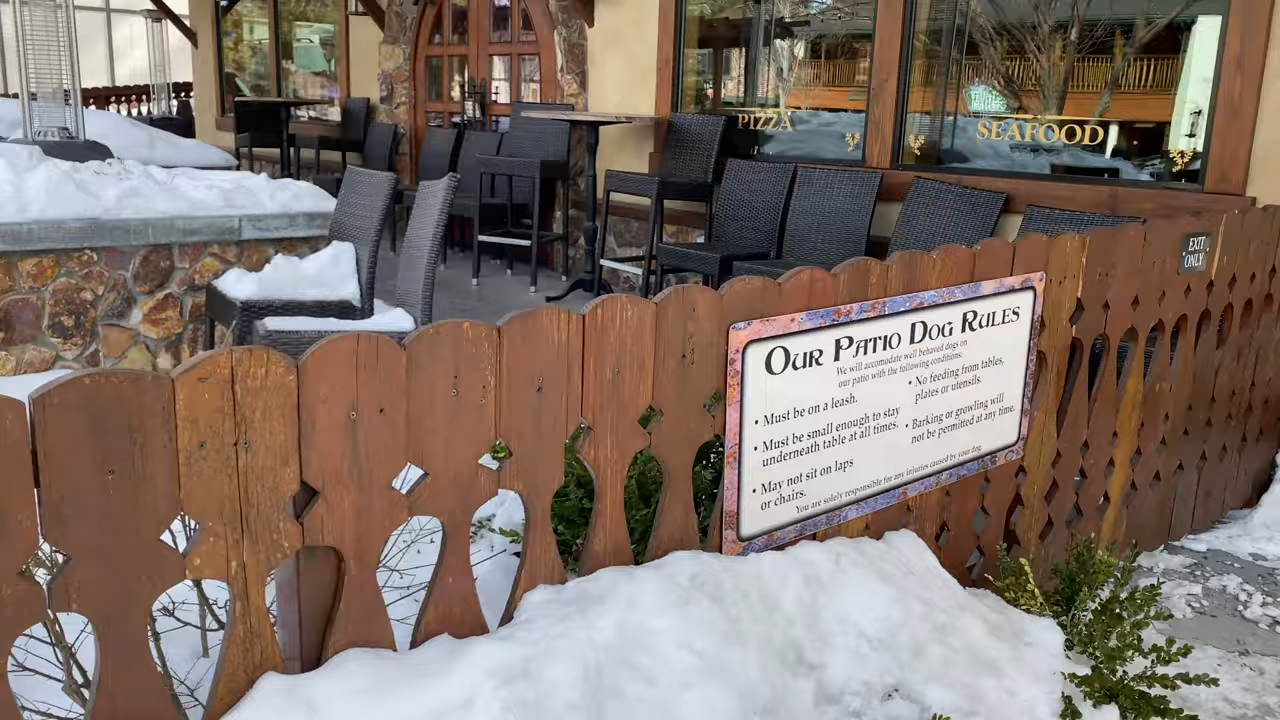 PIZZA
SEAFOOD
EXIT
ONLY
OUR PATIO DOG RULES
We will accomodate well behaved dogs on
our patio with the following conditions:
• Must be on a leash.
• Must be small enough to stay
underneath table at all times.
• May not sit on laps
or chairs.
• No feeding from tables,
plates or utensils.
• Barking or growling will
not be permitted at any time.
You are solely responsible for any injuries caused by your dog.